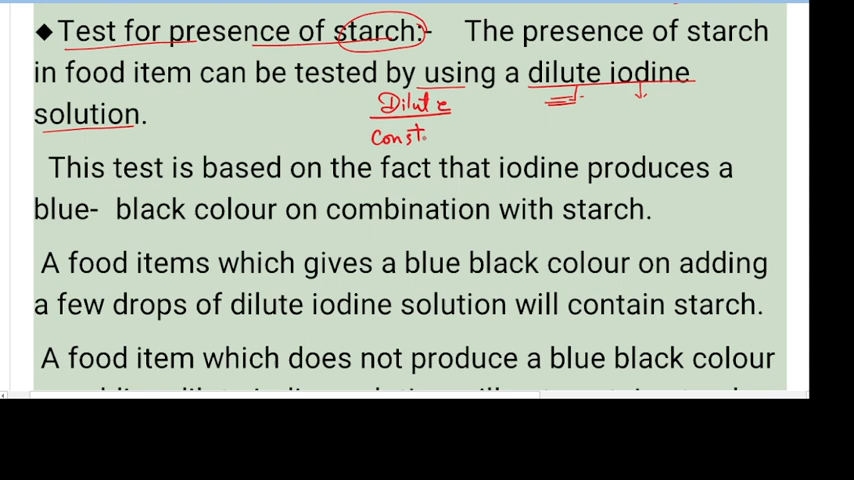 ◆Test for presence of starch:- The presence of starch
in food item can be tested by using a dilute iodine
solution.
Dilute
Const.
This test is based on the fact that iodine produces a
blue- black colour on combination with starch.
A food items which gives a blue black colour on adding
a few drops of dilute iodine solution will contain starch.
A food item which does not produce a blue black colour